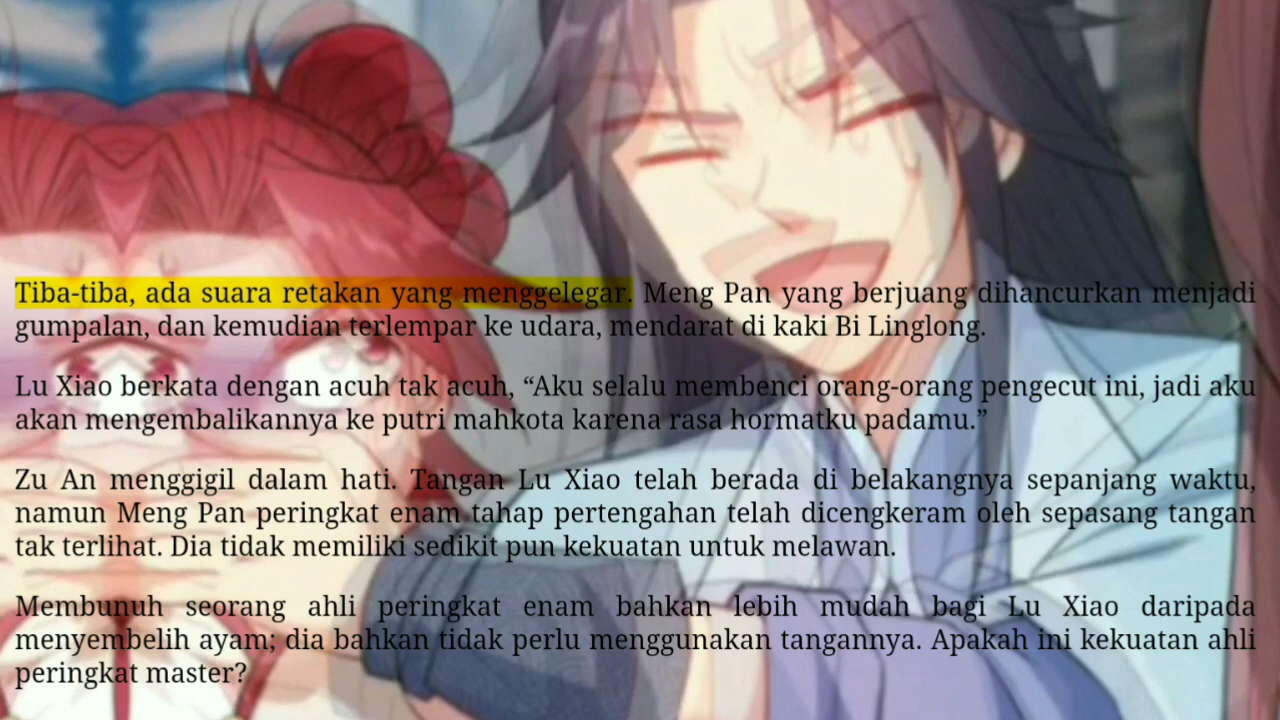 Tiba-tiba, ada suara retakan yang menggelegar. Meng Pan yang berjuang dihancurkan menjadi
gumpalan, dan kemudian terlempar ke udara, mendarat di kaki Bi Linglong.
Lu Xiao berkata dengan acuh tak acuh, “Aku selalu membenci orang-orang pengecut ini, jadi aku
akan mengembalikannya ke putri mahkota karena rasa hormatku padamu.”
Zu An menggigil dalam hati. Tangan Lu Xiao telah berada di belakangnya sepanjang waktu,
namun Meng Pan peringkat enam tahap pertengahan telah dicengkeram oleh sepasang tangan
tak terlihat. Dia tidak memiliki sedikit pun kekuatan untuk melawan.
Membunuh seorang ahli peringkat enam bahkan lebih mudah bagi Lu Xiao daripada
menyembelih ayam; dia bahkan tidak perlu menggunakan tangannya. Apakah ini kekuatan ahli
peringkat master?